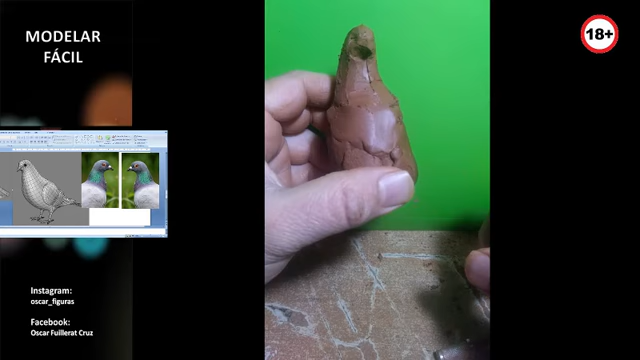 MODELAR
FÁCIL
18+
Instagram:
oscar_figuras
Facebook:
Oscar Fuillerat Cruz